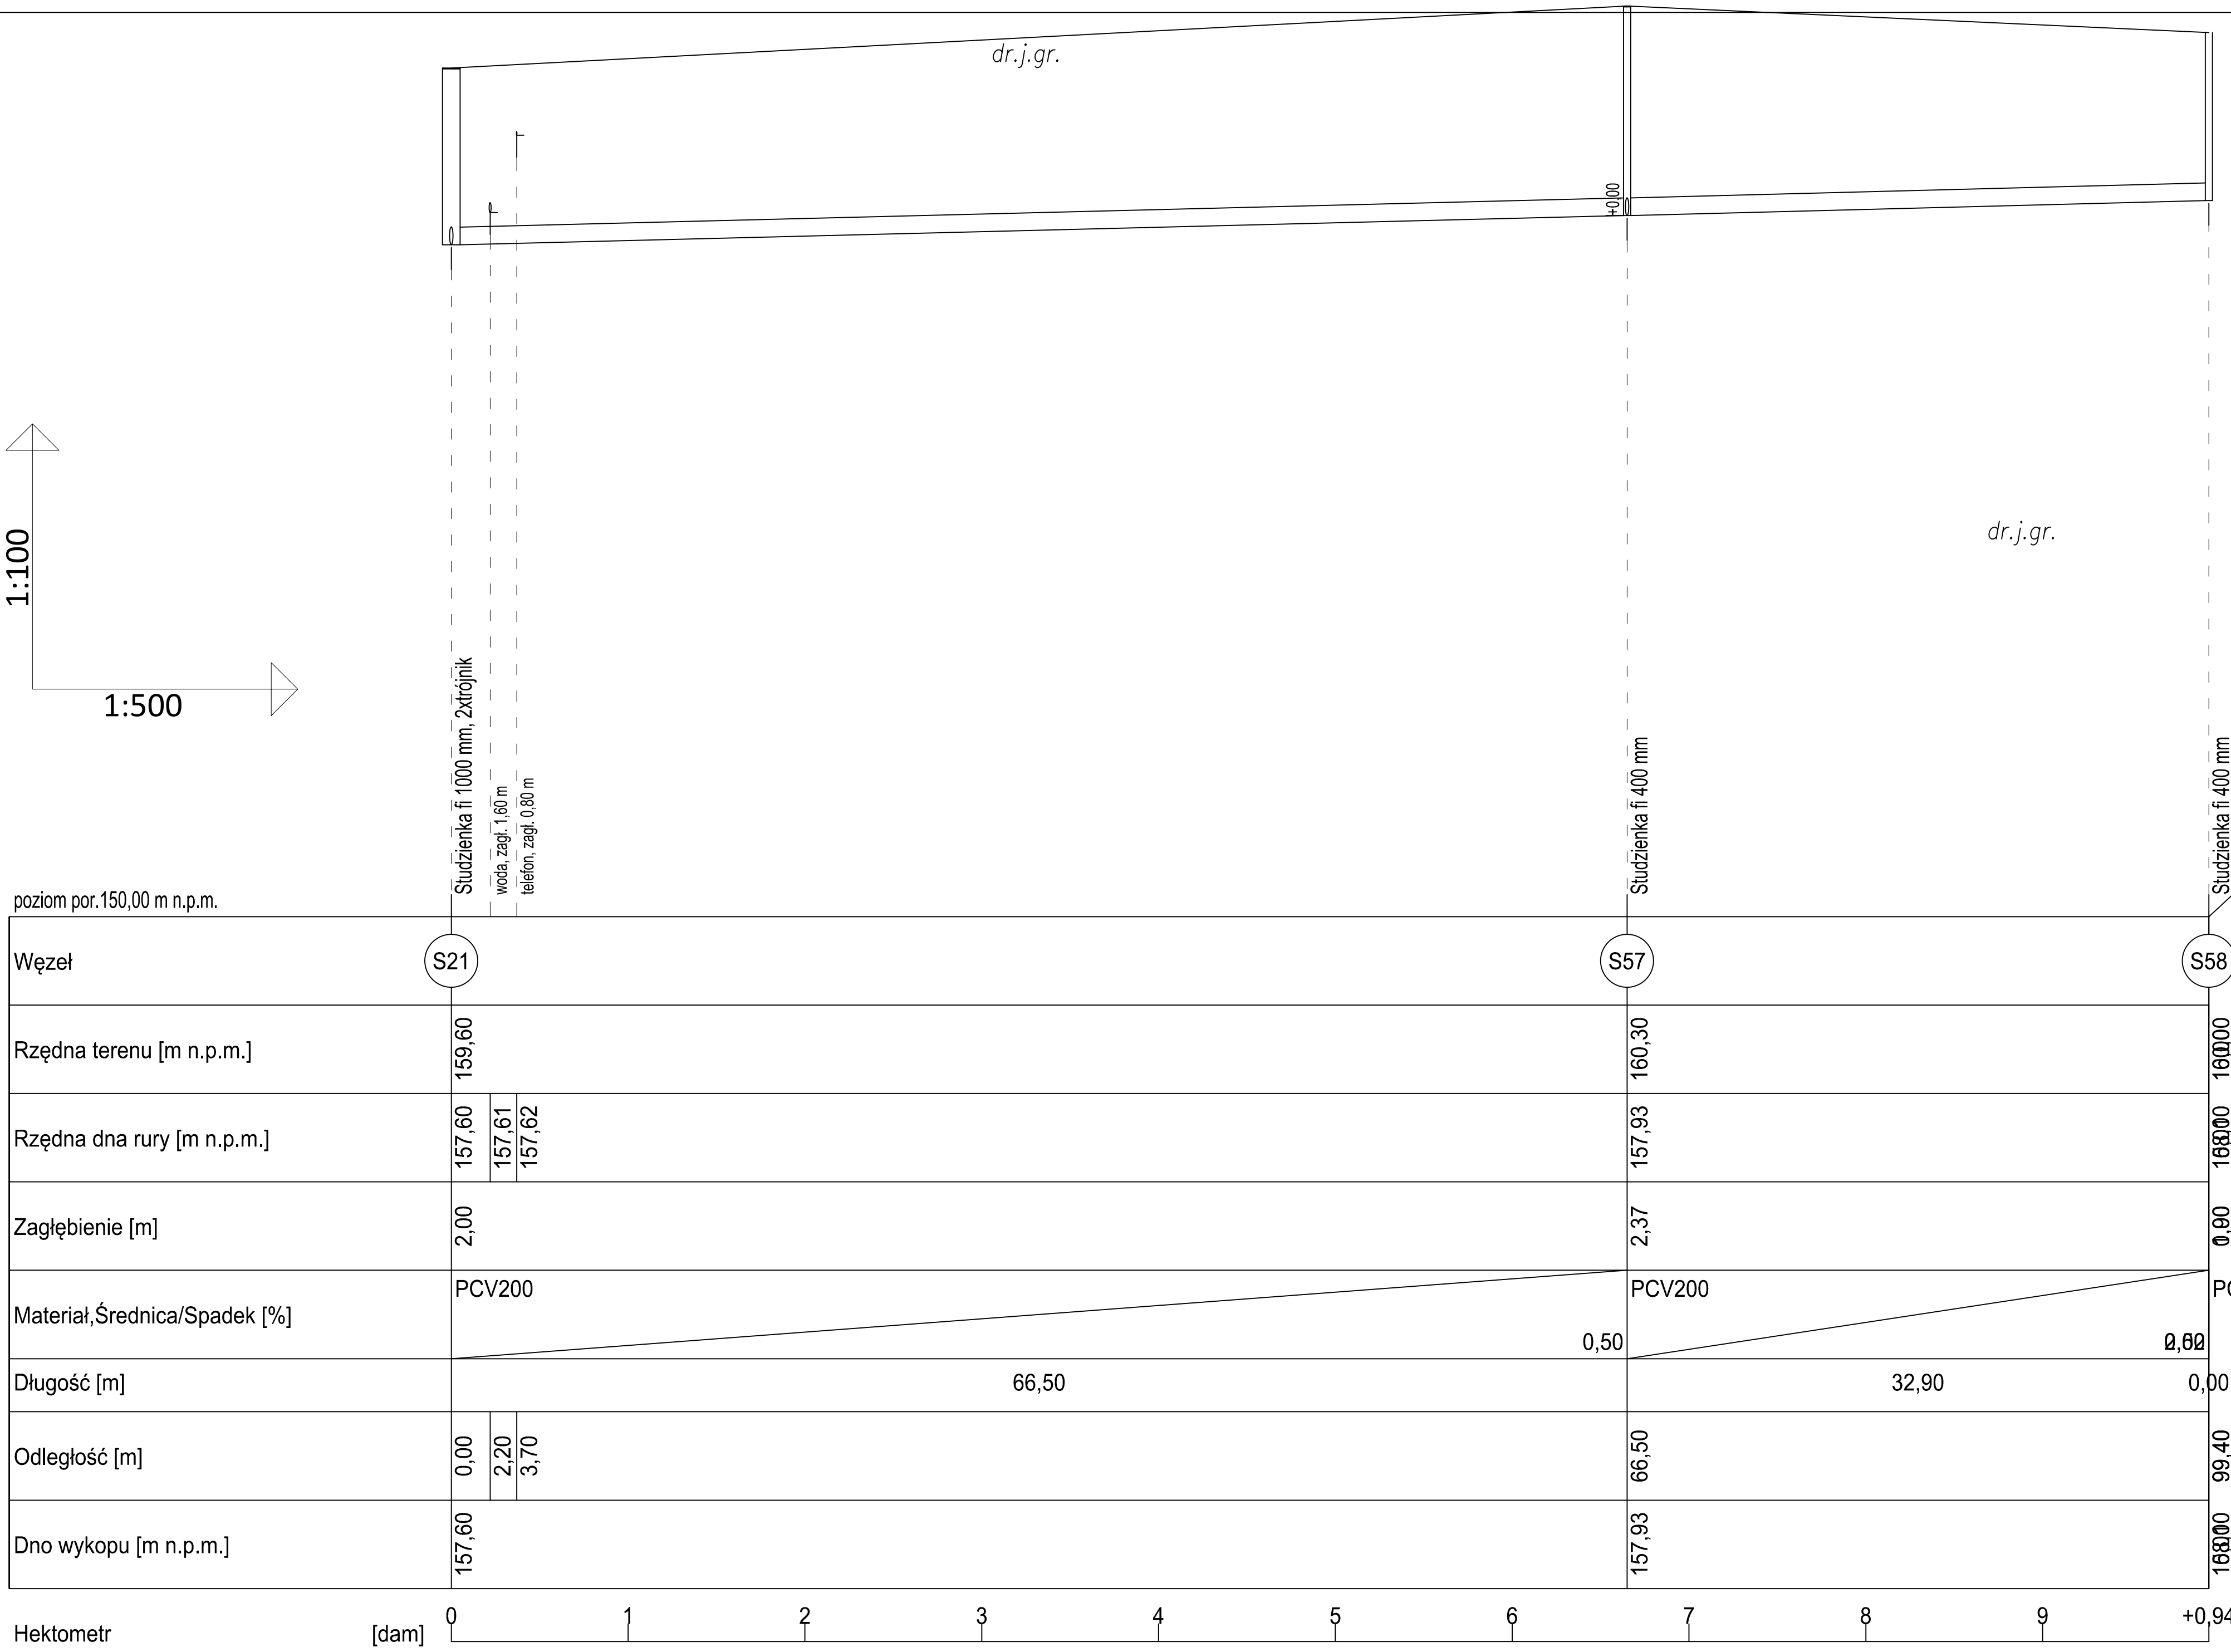 dr.j.gr.
+0,00
dr.j.gr.
1:100
1:500
Studzienka fi 1000 mm, 2xtrójnik
woda, zagł. 1,60 m
telefon, zagł. 0,80 m
Studzienka fi 400 mm
Studzienka fi 400 mm
poziom por.150,00 m n.p.m.
Węzeł S21 S57 S58
Rzędna terenu [m n.p.m.] 159,60 160,30
Rzędna dna rury [m n.p.m.] 157,60 157,61 157,62 157,93
Zagłębienie [m] 2,00 2,37
Materiał,Średnica/Spadek [%] PCV200 0,50 PCV200
Długość [m] 66,50 32,90 0,00
Odległość [m] 0,00 2,20 3,70 66,50 99,40
Dno wykopu [m n.p.m.] 157,60 157,93
Hektometr [dam] 0 1 2 3 4 5 6 7 8 9 +0,94